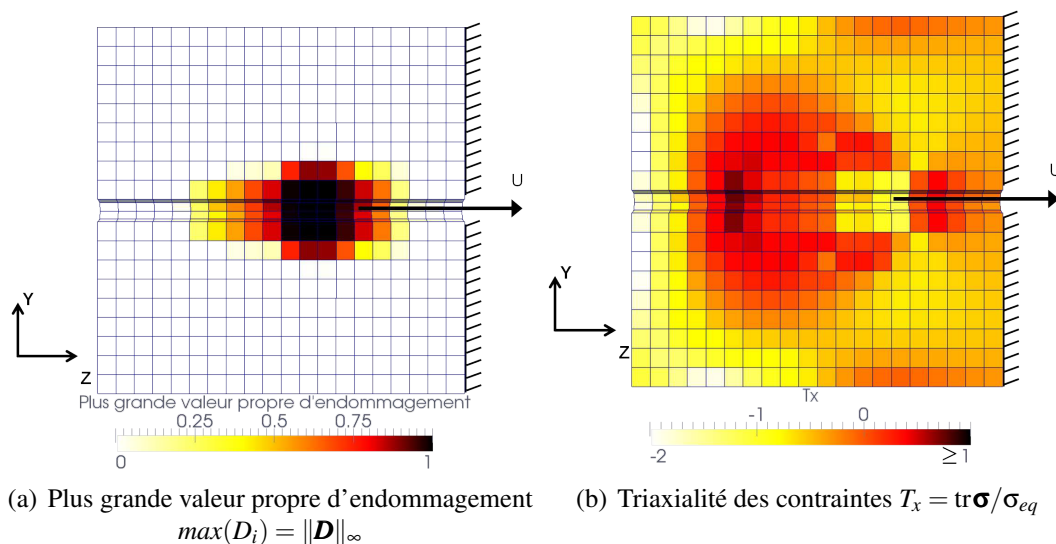 U
Y
Z
Plus grande valeur propre d'endommagement
0.25 0.5 0.75
0 1
(a) Plus grande valeur propre d'endommagement
max(Di) = ||D||∞
U
Y
Z
Tx
-1 0
-2 ≥1
(b) Triaxialité des contraintes Tx = trσ/σeq